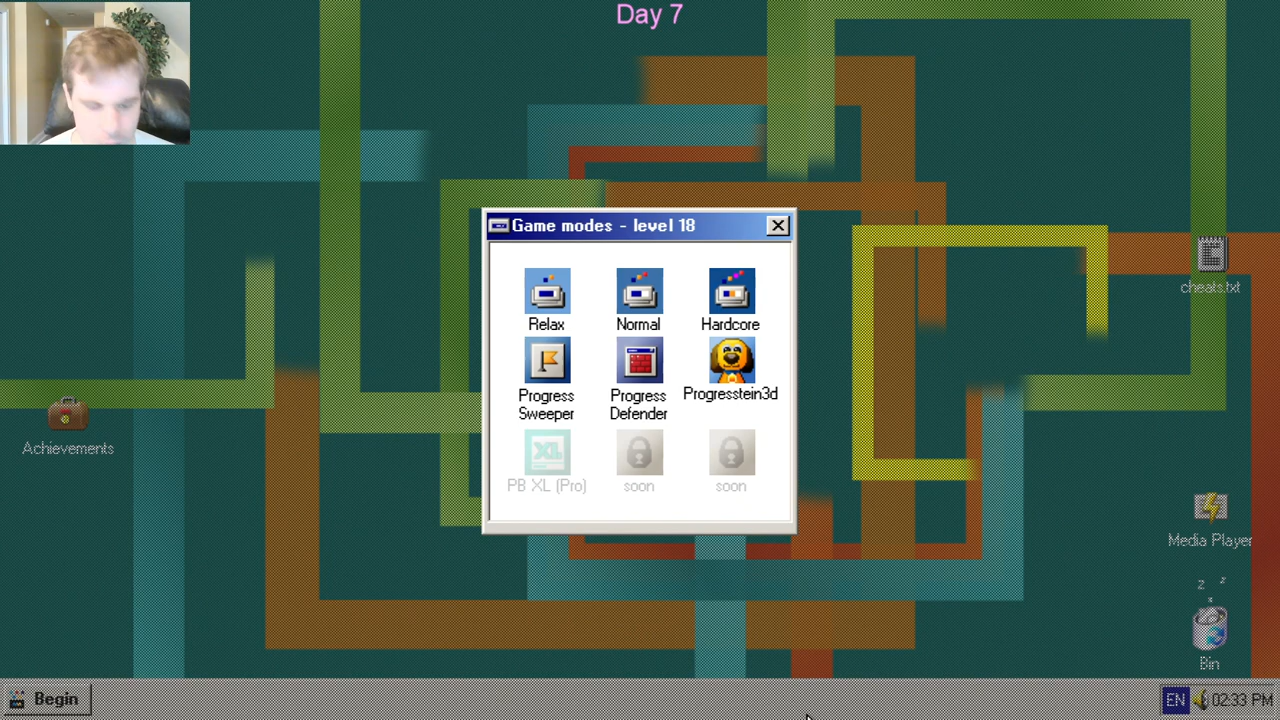 Day 7
Game modes - level 18
Relax
Normal
Hardcore
Progress
Sweeper
Progress
Defender
Progresstein3d
XL
PB XL (Pro)
soon
soon
cheats.txt
Achievements
Media Player
z z
z
Bin
Begin
EN
02:33 PM